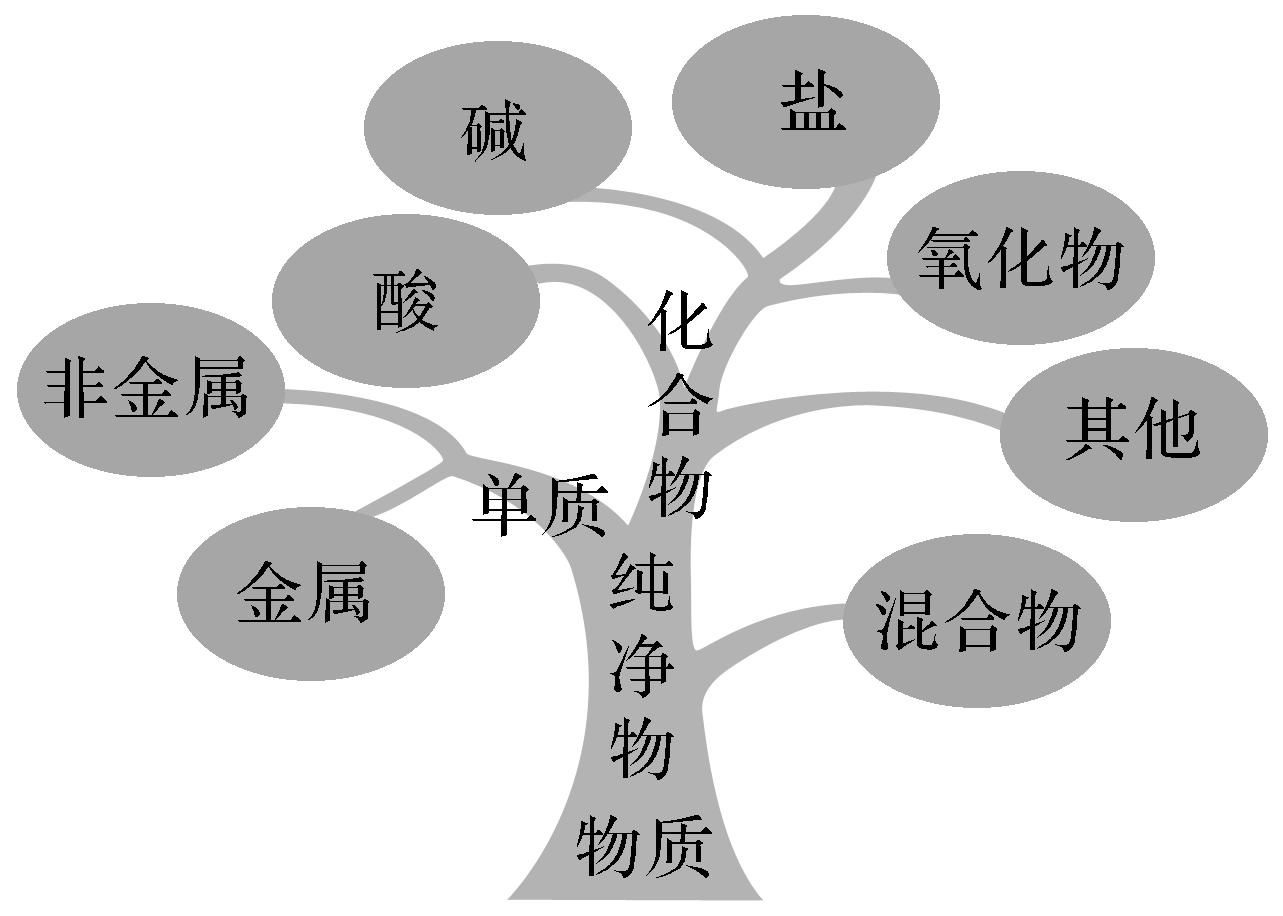 盐
碱
氧化物
酸
化合物
非金属
其他
单质
金属
混合物
纯净物
物质